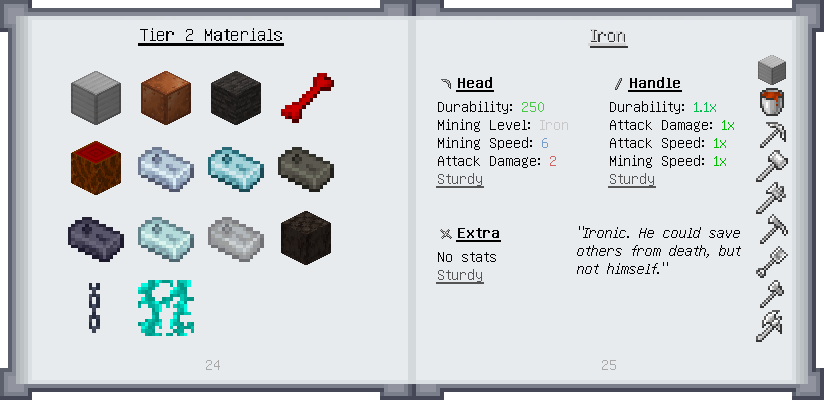 Tier 2 Materials
24
Iron
Head
Durability: 250
Mining Level: Iron
Mining Speed: 6
Attack Damage: 2
Sturdy
Handle
Durability: 1.1x
Attack Damage: 1x
Attack Speed: 1x
Mining Speed: 1x
Sturdy
Extra
No stats
Sturdy
"Ironic. He could save
others from death, but
not himself."
25